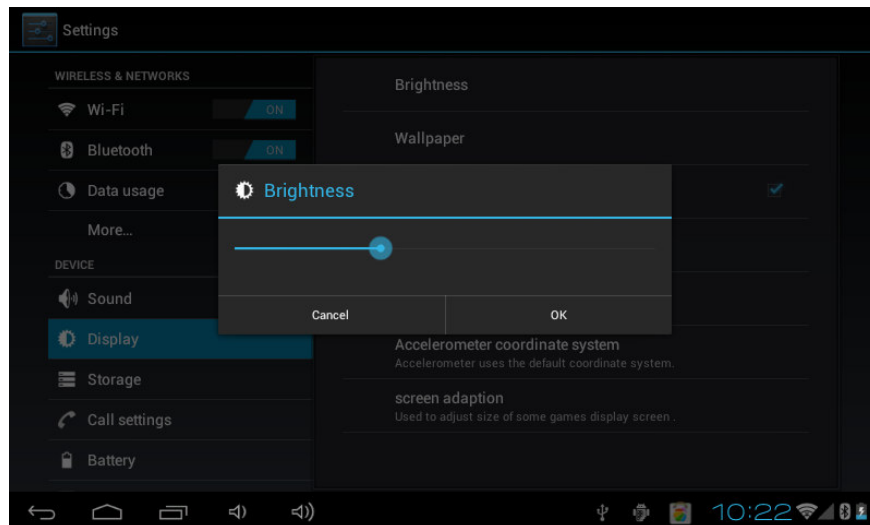 Settings
WIRELESS & NETWORKS
Wi-Fi
ON
Bluetooth
ON
Data usage
More...
DEVICE
Sound
Display
Storage
Call settings
Battery
Brightness
Wallpaper
Brightness
Cancel
OK
Accelerometer coordinate system
Accelerometer uses the default coordinate system.
screen adaption
Used to adjust size of some games display screen .
10:22